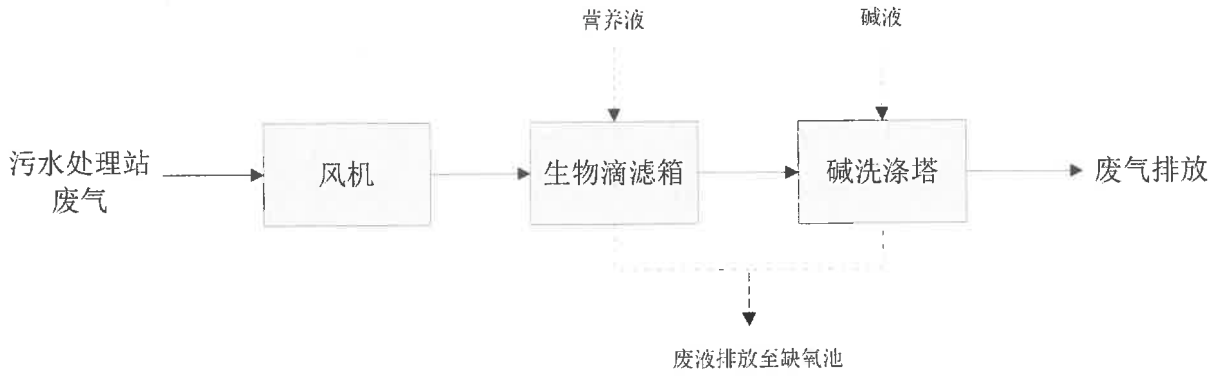 营养液
碱液
污水处理站
废气
风机
生物滴滤箱
碱洗涤塔
废气排放
废液排放至缺氧池